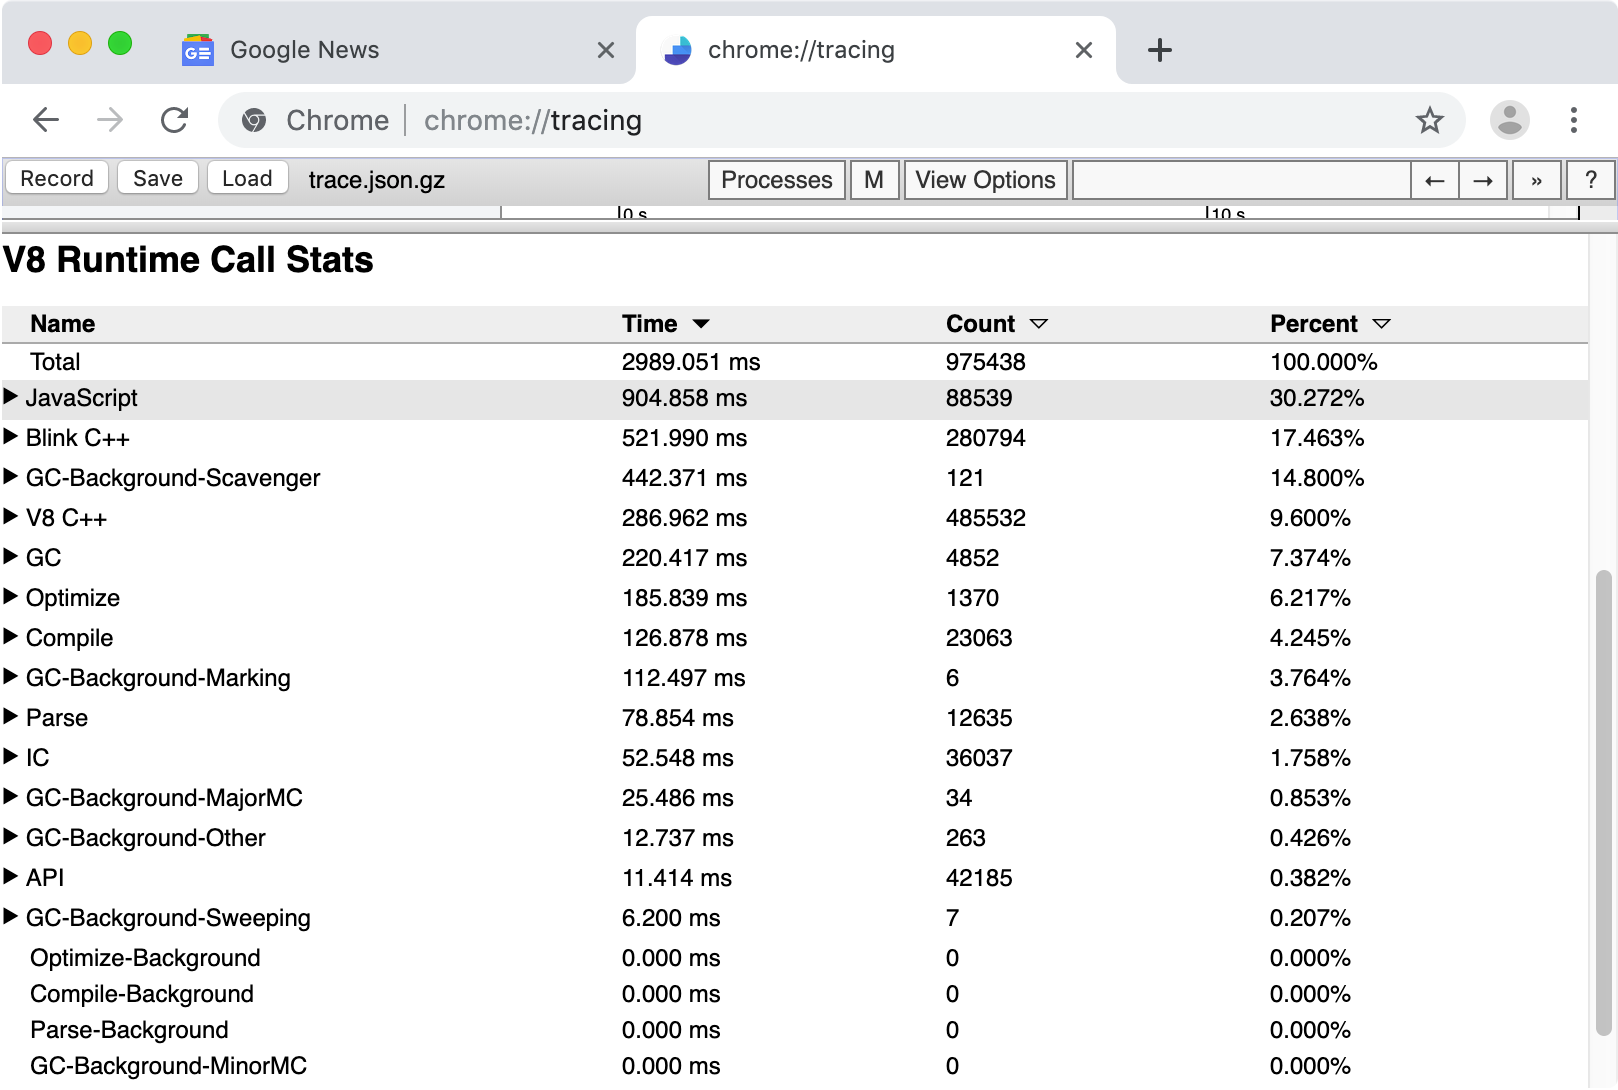 Google News
chrome://tracing
Chrome chrome://tracing
Record Save Load trace.json.gz Processes M View Options ← → » ?
0 s 10 s
V8 Runtime Call Stats
Name Time Count Percent
Total 2989.051 ms 975438 100.000%
JavaScript 904.858 ms 88539 30.272%
Blink C++ 521.990 ms 280794 17.463%
GC-Background-Scavenger 442.371 ms 121 14.800%
V8 C++ 286.962 ms 485532 9.600%
GC 220.417 ms 4852 7.374%
Optimize 185.839 ms 1370 6.217%
Compile 126.878 ms 23063 4.245%
GC-Background-Marking 112.497 ms 6 3.764%
Parse 78.854 ms 12635 2.638%
IC 52.548 ms 36037 1.758%
GC-Background-MajorMC 25.486 ms 34 0.853%
GC-Background-Other 12.737 ms 263 0.426%
API 11.414 ms 42185 0.382%
GC-Background-Sweeping 6.200 ms 7 0.207%
Optimize-Background 0.000 ms 0 0.000%
Compile-Background 0.000 ms 0 0.000%
Parse-Background 0.000 ms 0 0.000%
GC-Background-MinorMC 0.000 ms 0 0.000%